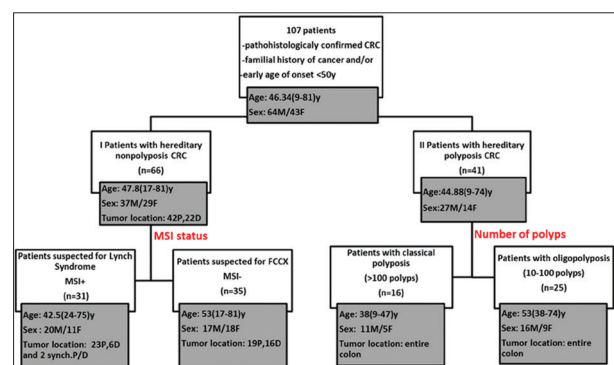 107 patients
-pathohistologicaly confirmed CRC
-familial history of cancer and/or
-early age of onset <50y
Age: 46.34(9-81)y
Sex: 64M/43F
I Patients with hereditary
nonpolyposis CRC
(n=66)
Age: 47.8(17-81)y
Sex: 37M/29F
Tumor location: 42P,22D
II Patients with hereditary
polyposis CRC
(n=41)
Age:44.88(9-74)y
Sex:27M/14F
MSI status
Number of polyps
Patients suspected for Lynch
Syndrome
MSI+
(n=31)
Age: 42.5(24-75)y
Sex : 20M/11F
Tumor location: 23P,6D
and 2 synch.P/D
Patients suspected for FCCX
MSI-
(n=35)
Age: 53(17-81)y
Sex: 17M/18F
Tumor location: 19P,16D
Patients with classical
polyposis
(>100 polyps)
(n=16)
Age: 38(9-47)y
Sex: 11M/5F
Tumor location: entire
colon
Patients with oligopolyposis
(10-100 polyps)
(n=25)
Age: 53(38-74)y
Sex: 16M/9F
Tumor location: entire
colon